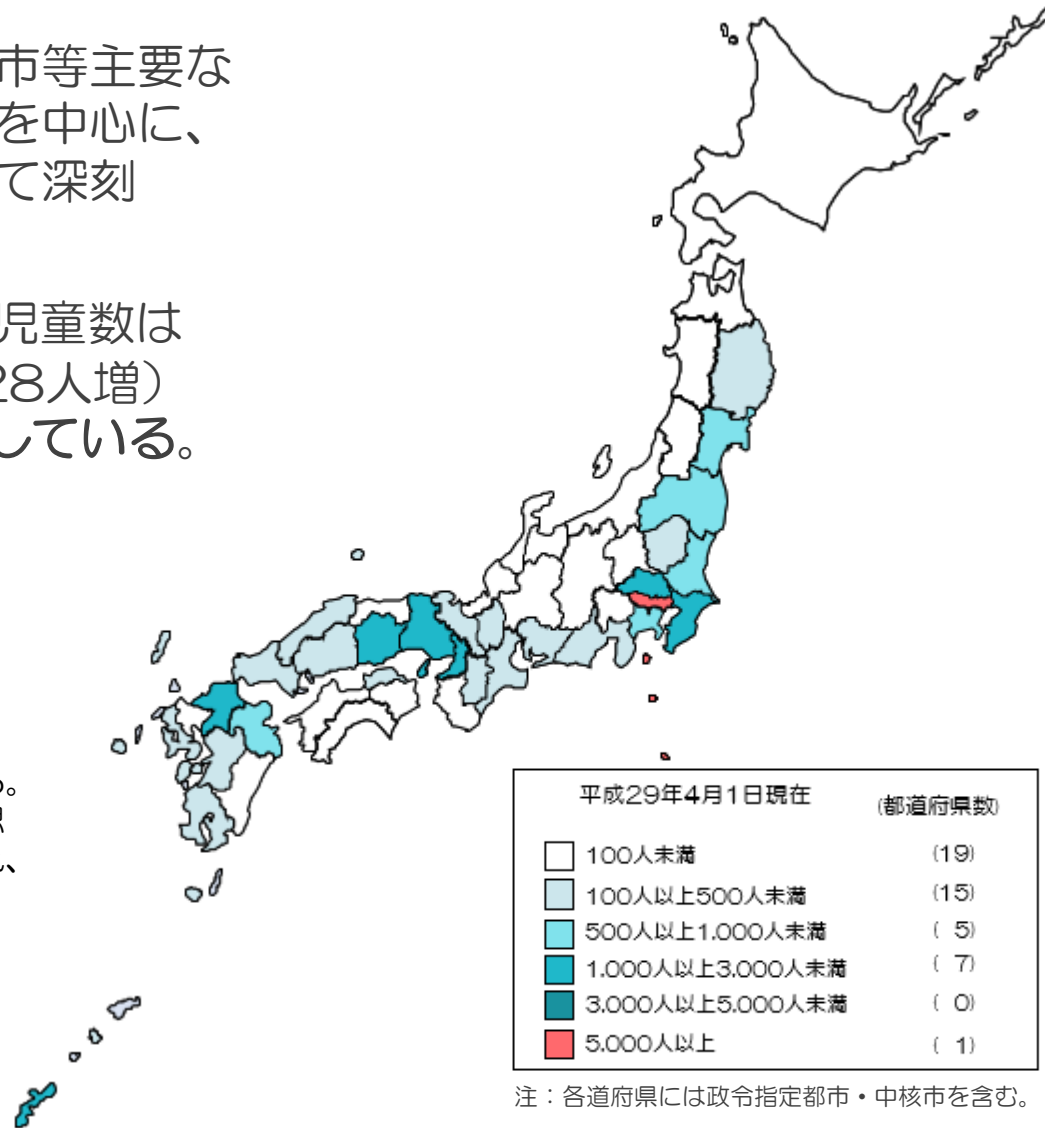 市等主要な
を中心に、
て深刻
児童数は
28人増）
している。
。
、
平成29年4月1日現在 (都道府県数)
100人未満 (19)
100人以上500人未満 (15)
500人以上1.000人未満 ( 5)
1.000人以上3.000人未満 ( 7)
3.000人以上5.000人未満 ( 0)
5.000人以上 ( 1)
注：各道府県には政令指定都市・中核市を含む。